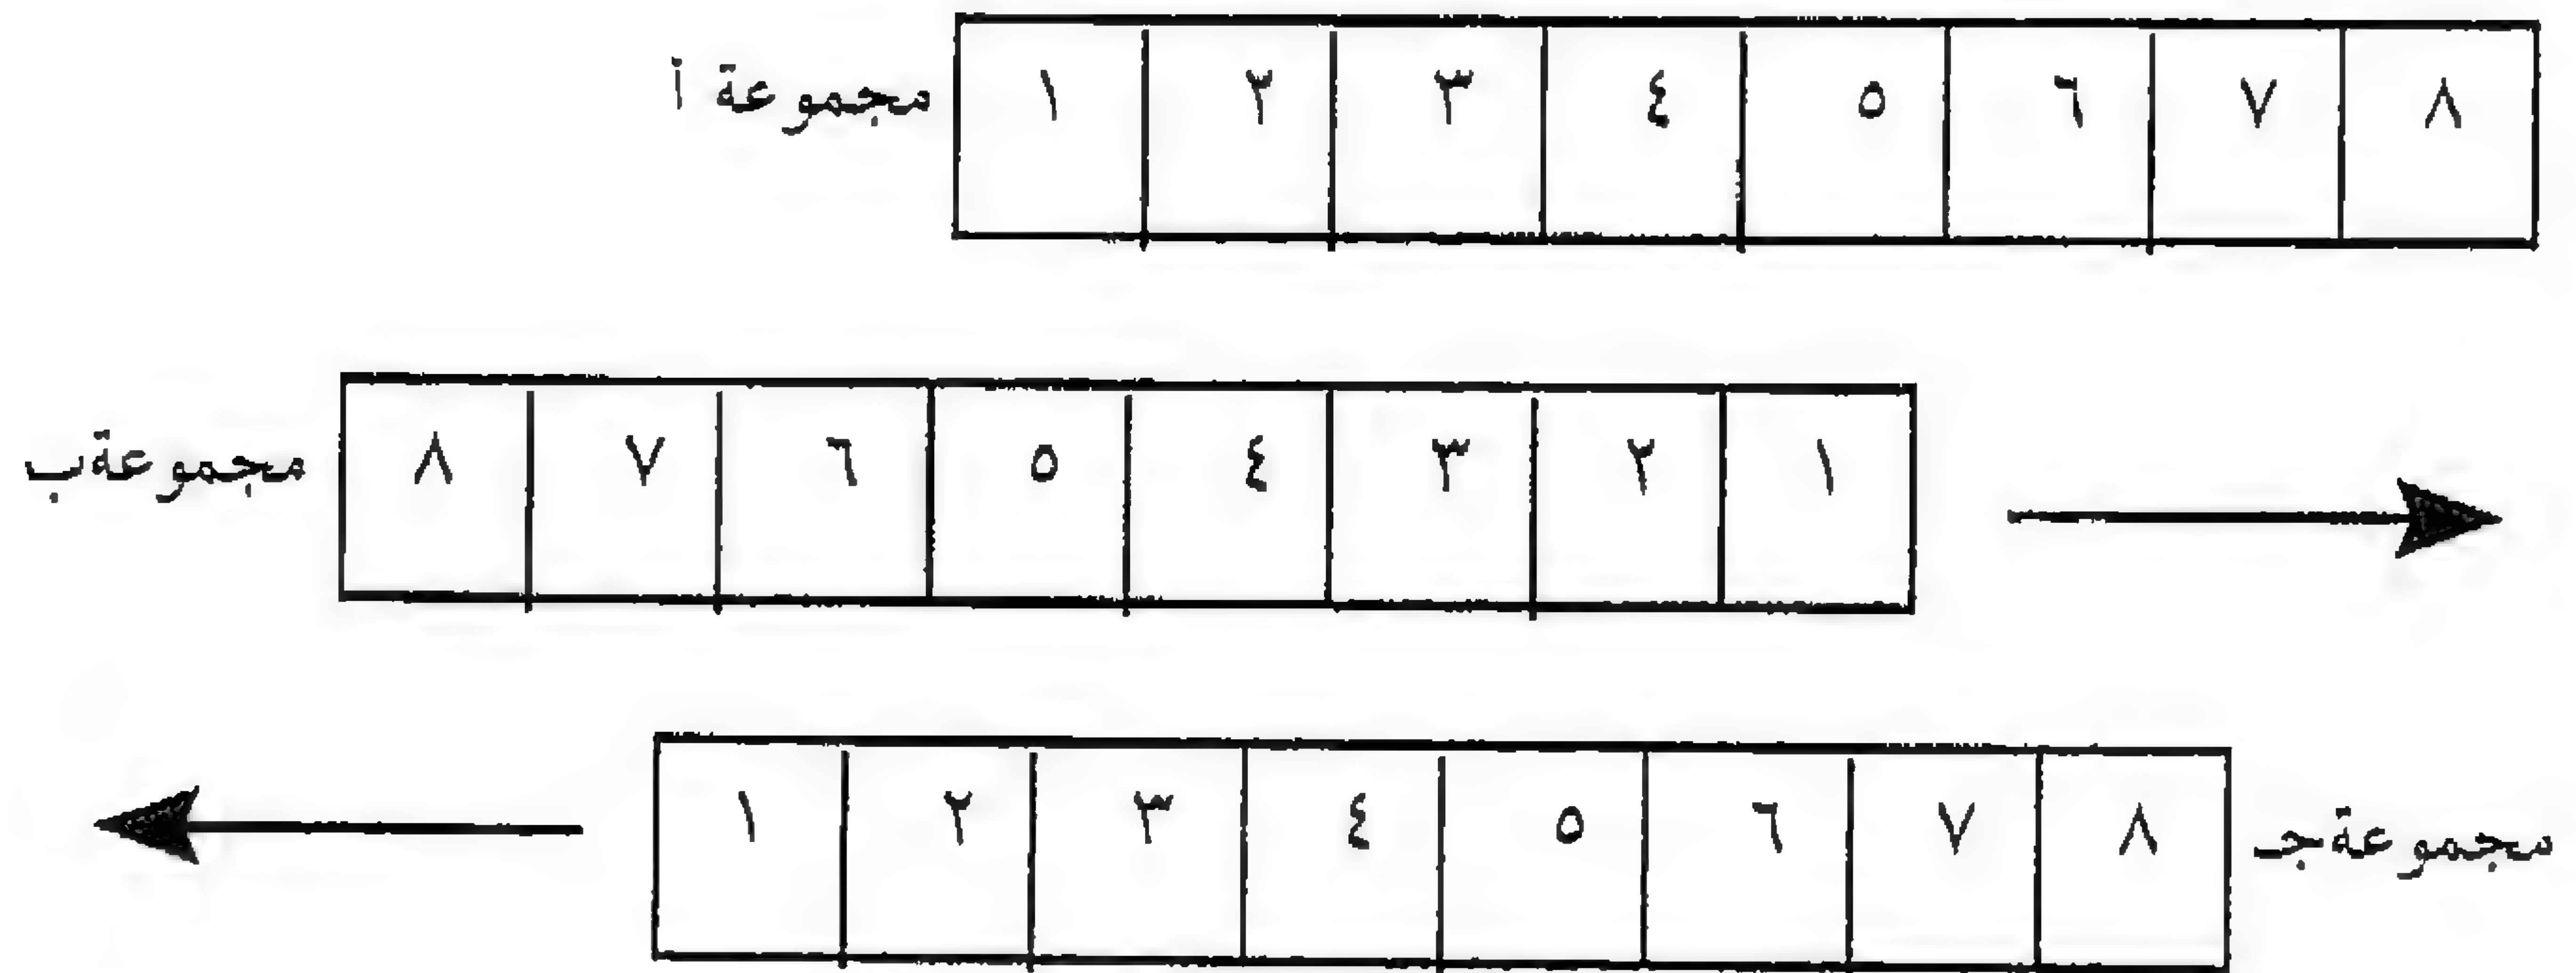 مجموعة أ ١ ٢ ٣ ٤ ٥ ٦ ٧ ٨
مجموعة ب ٨ ٧ ٦ ٥ ٤ ٣ ٢ ١
١ ٢ ٣ ٤ ٥ ٦ ٧ ٨ مجموعة جـ